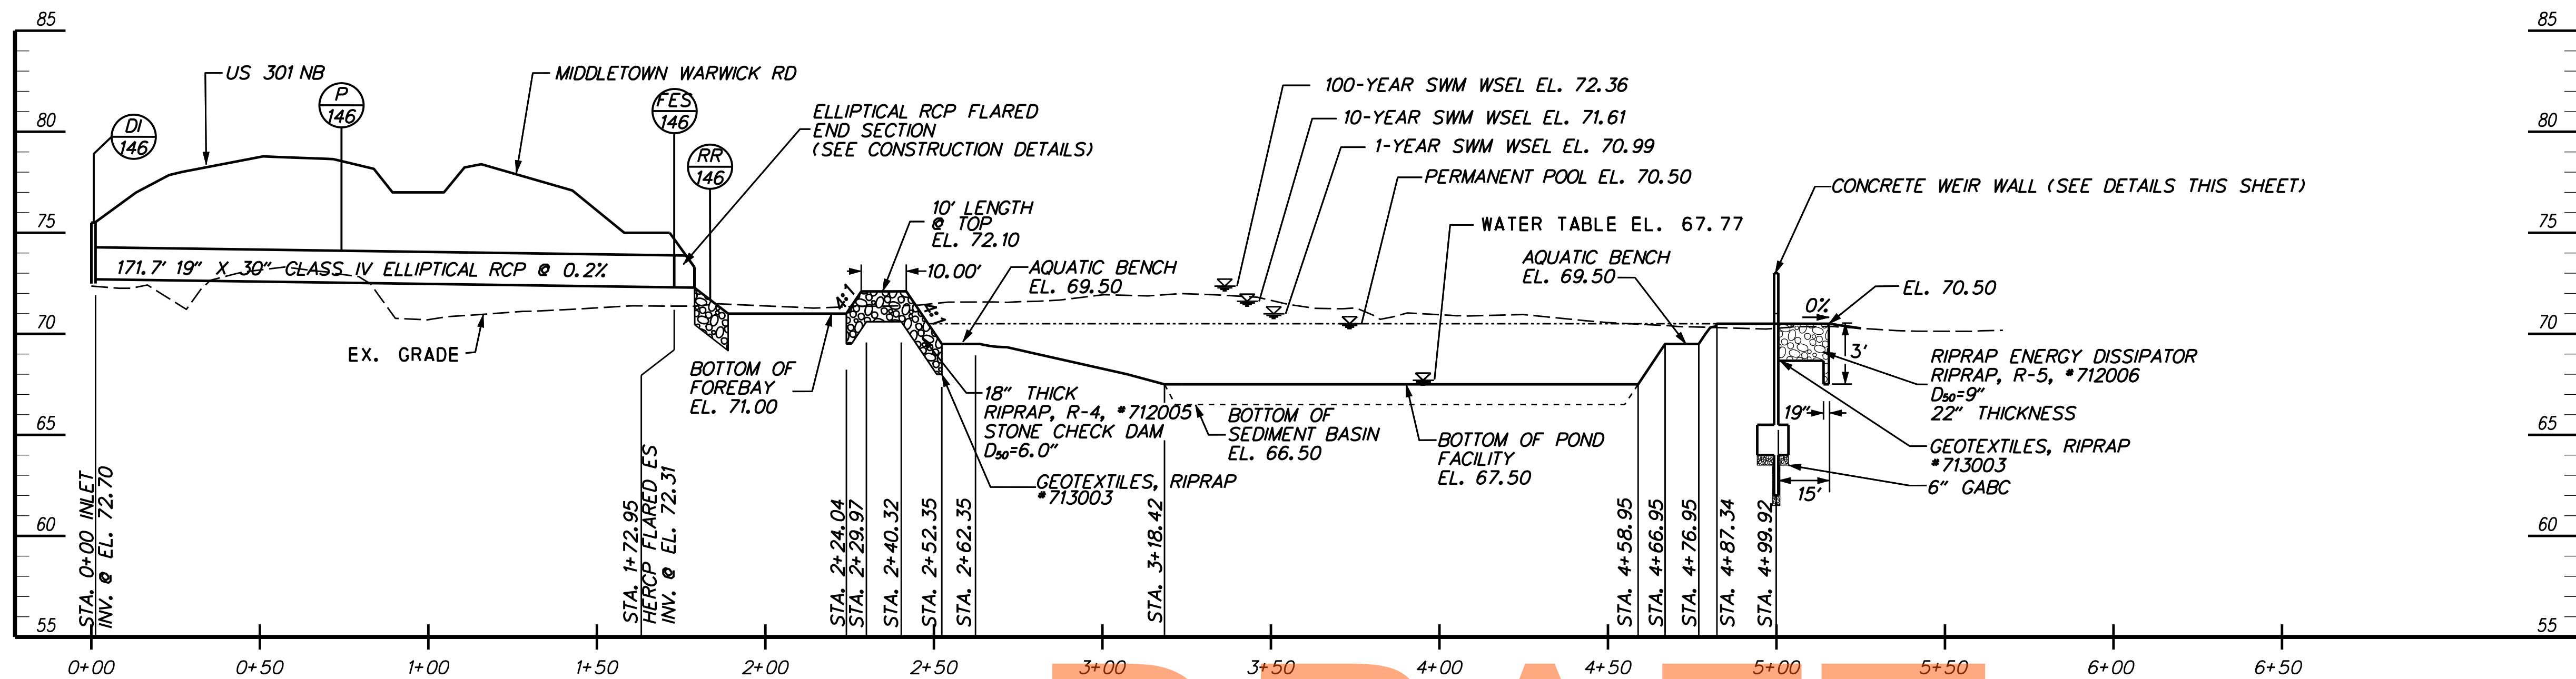 85
85
US 301 NB
MIDDLETOWN WARWICK RD
P
146
FES
146
ELLIPTICAL RCP FLARED
END SECTION
(SEE CONSTRUCTION DETAILS)
DI
146
RR
146
80
80
100-YEAR SWM WSEL EL. 72.36
10-YEAR SWM WSEL EL. 71.61
1-YEAR SWM WSEL EL. 70.99
PERMANENT POOL EL. 70.50
CONCRETE WEIR WALL (SEE DETAILS THIS SHEET)
10' LENGTH
@ TOP
EL. 72.10
WATER TABLE EL. 67.77
75
75
171.7' 19" X 30" CLASS IV ELLIPTICAL RCP @ 0.2%
10.00'
AQUATIC BENCH
EL. 69.50
AQUATIC BENCH
EL. 69.50
4:1
4:1
0%
EL. 70.50
70
70
EX. GRADE
BOTTOM OF
FOREBAY
EL. 71.00
3'
RIPRAP ENERGY DISSIPATOR
RIPRAP, R-5, #712006
D50=9"
22" THICKNESS
18" THICK
RIPRAP, R-4, #712005
STONE CHECK DAM
D50=6.0"
BOTTOM OF
SEDIMENT BASIN
EL. 66.50
BOTTOM OF POND
FACILITY
EL. 67.50
19"
65
65
GEOTEXTILES, RIPRAP
#713003
GEOTEXTILES, RIPRAP
#713003
6" GABC
15'
60
60
STA. 0+00 INLET
INV. @ EL. 72.70
STA. 1+72.95
HERCP FLARED ES
INV. @ EL. 72.31
STA. 2+24.04
STA. 2+29.97
STA. 2+40.32
STA. 2+52.35
STA. 2+62.35
STA. 3+18.42
STA. 4+58.95
STA. 4+66.95
STA. 4+76.95
STA. 4+87.34
STA. 4+99.92
55
55
0+00
0+50
1+00
1+50
2+00
2+50
3+00
3+50
4+00
4+50
5+00
5+50
6+00
6+50